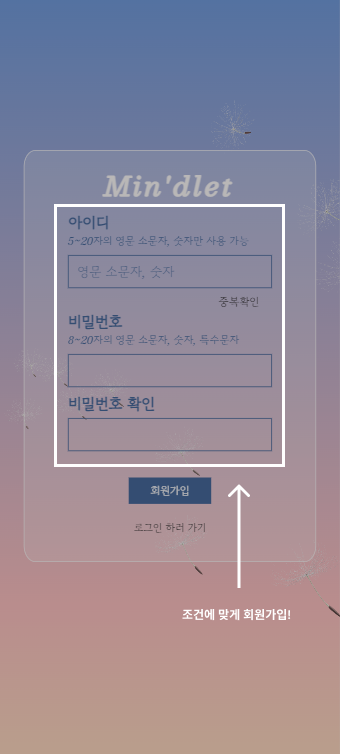 Min'dlet
아이디
5~20자의 영문 소문자, 숫자만 사용 가능
영문 소문자, 숫자
중복확인
비밀번호
8~20자의 영문 소문자, 숫자, 특수문자
비밀번호 확인
회원가입
로그인 하러 가기
조건에 맞게 회원가입!